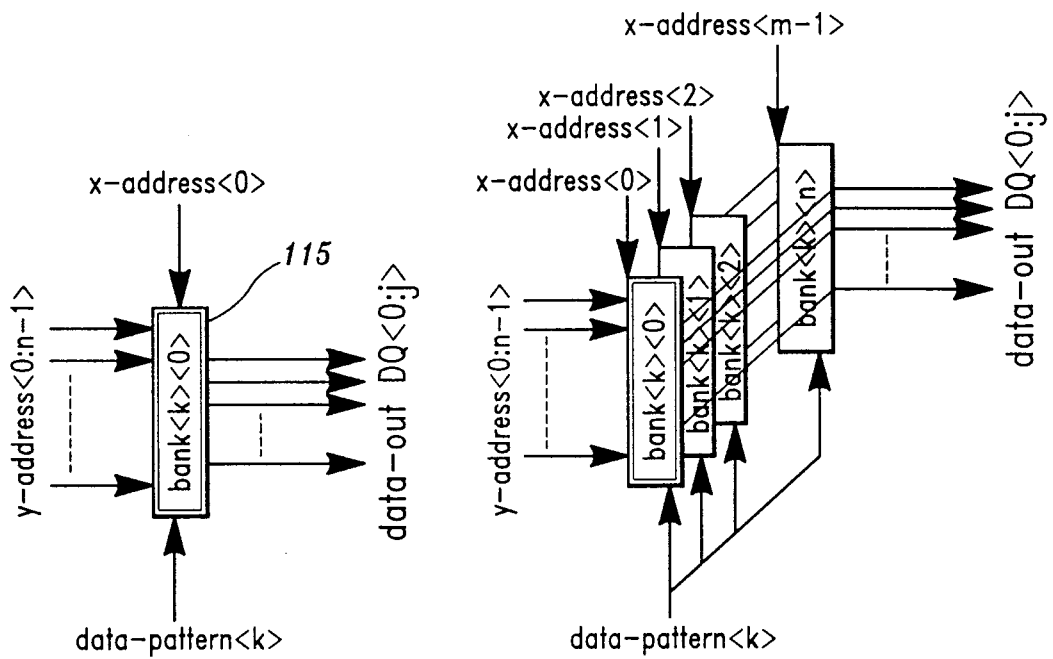 x-address<0>
115
y-address<0:n-1>
bank<k><0>
data-out DQ<0:j>
data-pattern<k>
x-address<m-1>
x-address<2>
x-address<1>
x-address<0>
y-address<0:n-1>
bank<k><0>
bank<k><1>
bank<k><2>
bank<k><n>
data-out DQ<0:j>
data-pattern<k>